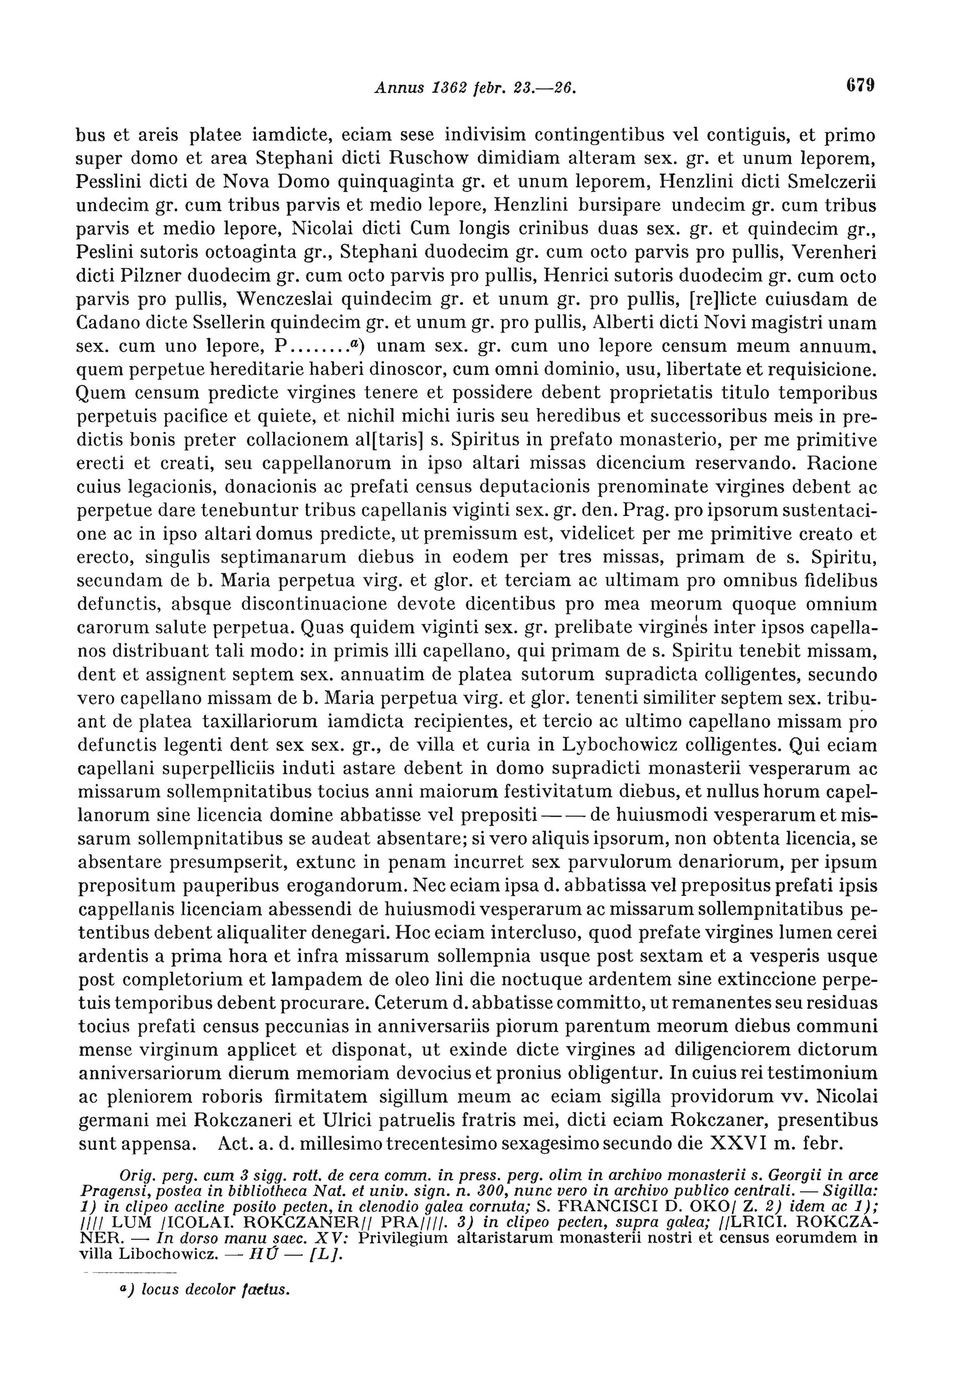 Annus 1362 febr. 23.—26.
679
bus et areis platee iamdicte, eciam sese indivisim contingentibus vel contiguis, et primo
super domo et area Stephani dicti Ruschow dimidiam alteram sex. gr. et unum leporem,
Pesslini dicti de Nova Domo quinquaginta gr. et unum leporem, Henzlini dicti Smelczerii
undecim gr. cum tribus parvis et medio lepore, Henzlini bursipare undecim gr. cum tribus
parvis et medio lepore, Nicolai dicti Cum longis crinibus duas sex. gr. et quindecim gr.,
Peslini sutoris octoaginta gr., Stephani duodecim gr. cum octo parvis pro pullis, Verenheri
dicti Pilzner duodecim gr. cum octo parvis pro pullis, Henrici sutoris duodecim gr. cum octo
parvis pro pullis, Wenczeslai quindecim gr. et unum gr. pro pullis, [re]licte cuiusdam de
Cadano dicte Ssellerin quindecim gr. et unum gr. pro pullis, Alberti dicti Novi magistri unam
sex. cum uno lepore, P........a) unam sex. gr. cum uno lepore censum meum annuum.
quem perpetue hereditarie haberi dinoscor, cum omni dominio, usu, libertate et requisicione.
Quem censum predicte virgines tenere et possidere debent proprietatis titulo temporibus
perpetuis pacifice et quiete, et nichil michi iuris seu heredibus et successoribus meis in pre-
dictis bonis preter collacionem al[taris] s. Spiritus in prefato monasterio, per me primitive
erecti et creati, seu cappellanorum in ipso altari missas dicencium reservando. Racione
cuius legacionis, donacionis ac prefati census deputacionis prenominate virgines debent ac
perpetue dare tenebuntur tribus capellanis viginti sex. gr. den. Prag. pro ipsorum sustentaci-
one ac in ipso altari domus predicte, ut premissum est, videlicet per me primitive creato et
erecto, singulis septimanarum diebus in eodem per tres missas, primam de s. Spiritu,
secundam de b. Maria perpetua virg. et glor. et terciam ac ultimam pro omnibus fidelibus
defunctis, absque discontinuacione devote dicentibus pro mea meorum quoque omnium
carorum salute perpetua. Quas quidem viginti sex. gr. prelibate virgines inter ipsos capella-
nos distribuant tali modo: in primis illi capellano, qui primam de s. Spiritu tenebit missam,
dent et assignent septem sex. annuatim de platea sutorum supradicta colligentes, secundo
vero capellano missam de b. Maria perpetua virg. et glor. tenenti similiter septem sex. tribu-
ant de platea taxillariorum iamdicta recipientes, et tercio ac ultimo capellano missam pro
defunctis legenti dent sex sex. gr., de villa et curia in Lybochowicz colligentes. Qui eciam
capellani superpelliciis induti astare debent in domo supradicti monasterii vesperarum ac
missarum sollempnitatibus tocius anni maiorum festivitatum diebus, et nullus horum capel-
lanorum sine licencia domine abbatisse vel prepositi — — de huiusmodi vesperarum et mis-
sarum sollempnitatibus se audeat absentare; si vero aliquis ipsorum, non obtenta licencia, se
absentare presumpserit, extunc in penam incurret sex parvulorum denariorum, per ipsum
prepositum pauperibus erogandorum. Nec eciam ipsa d. abbatissa vel prepositus prefati ipsis
cappellanis licenciam abessendi de huiusmodi vesperarum ac missarum sollempnitatibus pe-
tentibus debent aliqualiter denegari. Hoc eciam intercluso, quod prefate virgines lumen cerei
ardentis a prima hora et infra missarum sollempnia usque post sextam et a vesperis usque
post completorium et lampadem de oleo lini die noctuque ardentem sine extinccione perpe-
tuis temporibus debent procurare. Ceterum d. abbatisse committo, ut remanentes seu residuas
tocius prefati census peccunias in anniversariis piorum parentum meorum diebus communi
mense virginum applicet et disponat, ut exinde dicte virgines ad diligenciorem dictorum
anniversariorum dierum memoriam devocius et pronius obligentur. In cuius rei testimonium
ac pleniorem roboris firmitatem sigillum meum ac eciam sigilla providorum vv. Nicolai
germani mei Rokczaneri et Ulrici patruelis fratris mei, dicti eciam Rokczaner, presentibus
sunt appensa. Act. a. d. millesimo trecentesimo sexagesimo secundo die XXVI m. febr.
Orig. perg. cum 3 sigg. rott. de cera comm. in press. perg. olim in archivo monasterii s. Georgii in arce
Pragensi, postea in bibliotheca Nat. et univ. sign. n. 300, nunc vero in archivo publico centrali. — Sigilla:
1) in clipeo accline posito pecten, in clenodio galea cornuta; S. FRANCISCI D. OKO/ Z. 2) idem ac 1);
//// LUM /ICOLAI. ROKCZANER// PRA////. 3) in clipeo pecten, supra galea; //LRICI. ROKCZA-
NER. — In dorso manu saec. XV: Privilegium altaristarum monasterii nostri et census eorumdem in
villa Libochowicz. — HÚ — [L].
a) locus decolor factus.